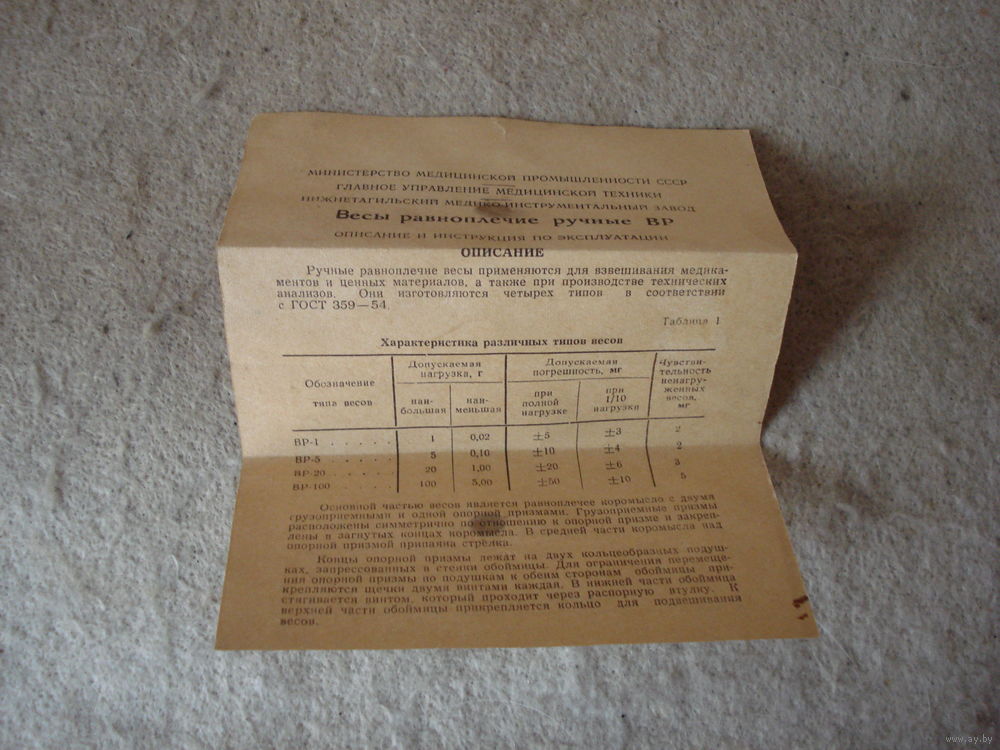 МИНИСТЕРСТВО МЕДИЦИНСКОЙ ПРОМЫШЛЕННОСТИ СССР
ГЛАВНОЕ УПРАВЛЕНИЕ МЕДИЦИНСКОЙ ТЕХНИКИ
НИЖНЕТАГИЛЬСКИЙ МЕДИКО-ИНСТРУМЕНТАЛЬНЫЙ ЗАВОД
Весы равноплечие ручные ВР
ОПИСАНИЕ И ИНСТРУКЦИЯ ПО ЭКСПЛУАТАЦИИ
ОПИСАНИЕ
Ручные равноплечие весы применяются для взвешивания медика-
ментов и ценных материалов, а также при производстве технических
анализов. Они изготовляются четырех типов в соответствии
с ГОСТ 359—54.
Таблица 1
Характеристика различных типов весов
Обозначение типа весов
Допускаемая нагрузка, г
наи-большая
наи-меньшая
Допускаемая погрешность, мг
при полной нагрузке
при 1/10 нагрузки
Чувстви-тельность ненагру-женных весов, мг
ВР-1 . . . . . 1 0,02 ±5 ±3 2
ВР-5 . . . . . 5 0,10 ±10 ±4 2
ВР-20 . . . . . 20 1,00 ±20 ±6 3
ВР-100 . . . . 100 5,00 ±50 ±10 5
Основной частью весов является равноплечее коромысло с двумя
грузоприемными и одной опорной призмами. Грузоприемные призмы
расположены симметрично по отношению к опорной призме и закреп-
лены в загнутых концах коромысла. В средней части коромысла над
опорной призмой припаяна стрелка.
Концы опорной призмы лежат на двух кольцеобразных подуш-
ках, запрессованных в стенки обоймицы. Для ограничения перемеще-
ния опорной призмы по подушкам к обеим сторонам обоймицы при-
крепляются щечки двумя винтами каждая. В нижней части обоймица
стягивается винтом, который проходит через распорную втулку. К
верхней части обоймицы прикрепляется кольцо для подвешивания
весов.
www.ay.by